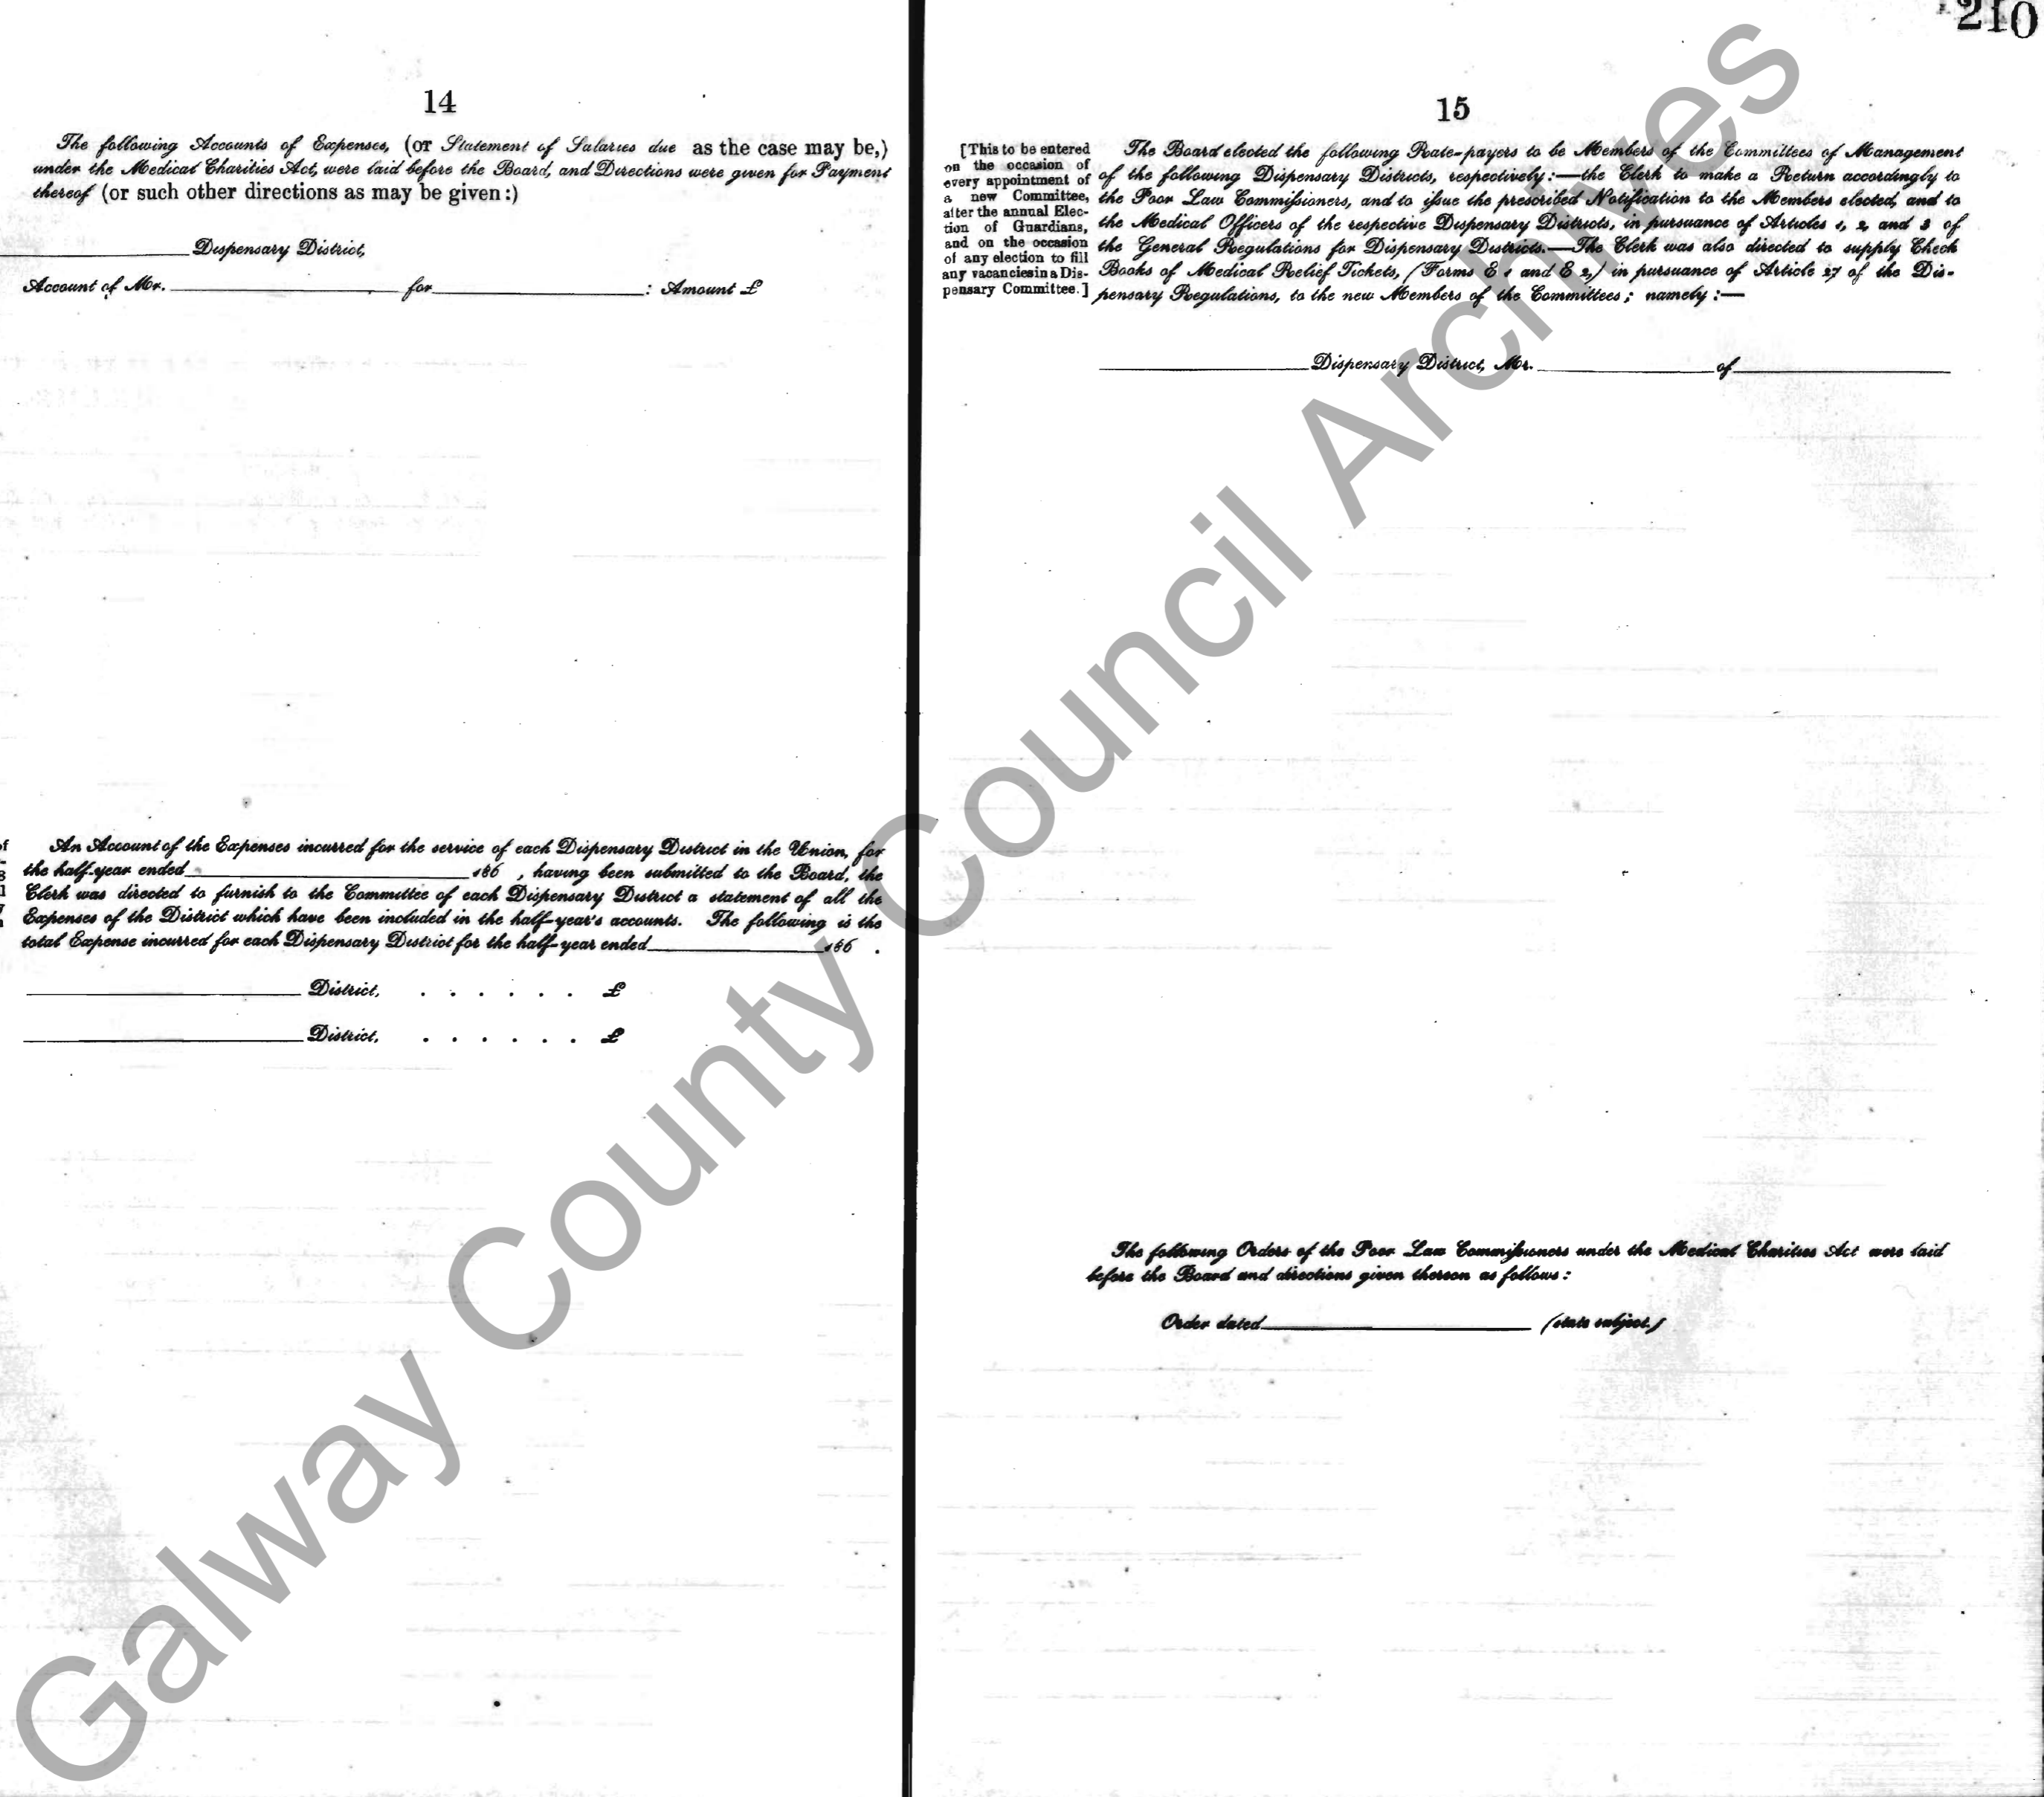 210
14
The following Accounts of Expenses, (or Statement of Salaries due as the case may be,)
under the Medical Charities Act, were laid before the Board, and Directions were given for Payment
thereof (or such other directions as may be given:)
Dispensary District,
Account of Mr. for : Amount £
An Account of the Expenses incurred for the service of each Dispensary District in the Union, for
the half-year ended 186 , having been submitted to the Board, the
Clerk was directed to furnish to the Committee of each Dispensary District a statement of all the
Expenses of the District which have been included in the half-year's accounts. The following is the
total Expense incurred for each Dispensary District for the half-year ended 186 .
District, . . . . . . £
District, . . . . . . £
15
[This to be entered
on the occasion of
every appointment of
a new Committee,
after the annual Elec-
tion of Guardians,
and on the occasion
of any election to fill
any vacancies in a Dis-
pensary Committee.]
The Board elected the following Rate-payers to be Members of the Committees of Management
of the following Dispensary Districts, respectively:—the Clerk to make a Return accordingly to
the Poor Law Commissioners, and to issue the prescribed Notification to the Members elected, and to
the Medical Officers of the respective Dispensary Districts, in pursuance of Articles 1, 2, and 3 of
the General Regulations for Dispensary Districts.—The Clerk was also directed to supply Check
Books of Medical Relief Tickets, (Forms E 1 and E 2,) in pursuance of Article 27 of the Dis-
pensary Regulations, to the new Members of the Committees; namely:—
Dispensary District, Mr. of
The following Orders of the Poor Law Commissioners under the Medical Charities Act were laid
before the Board and directions given thereon as follows:
Order dated (state subject.)
Galway County Council Archives